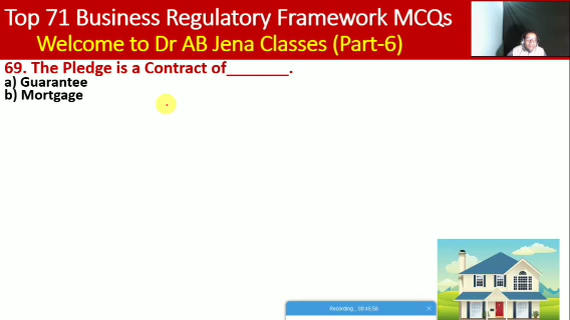 Top 71 Business Regulatory Framework MCQs
Welcome to Dr AB Jena Classes (Part-6)
69. The Pledge is a Contract of_______.
a) Guarantee
b) Mortgage